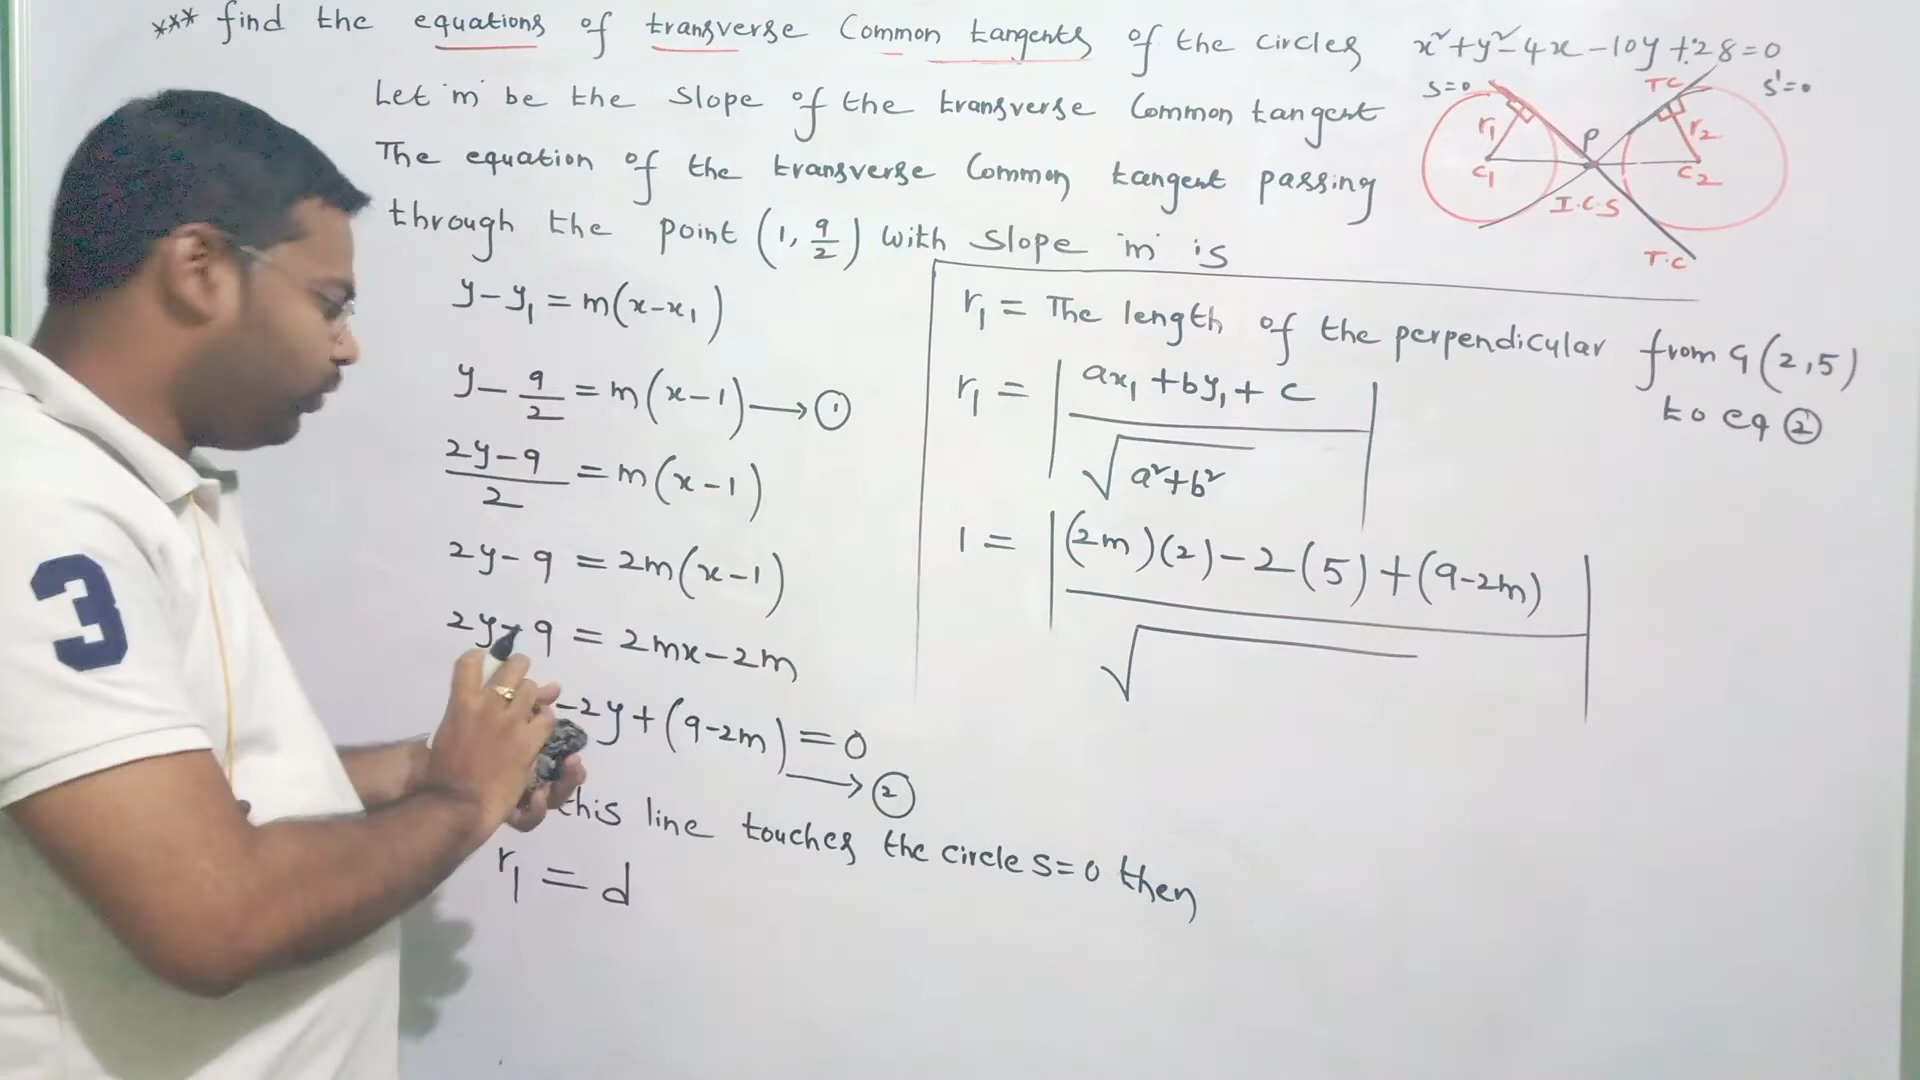 *** find the equations of transverse Common tangents of the circles x²+y²-4x-10y+28=0
Let 'm' be the slope of the transverse Common tangent
The equation of the transverse Common tangent passing
through the point (1, 9/2) with slope 'm' is
S=0
T.C
S'=0
r₁
P
r₂
C₁
C₂
I.C.S
T.C
y-y₁ = m(x-x₁)
y-9/2 = m(x-1) → ①
(2y-9)/2 = m(x-1)
2y-9 = 2m(x-1)
2y-9 = 2mx-2m
-2y+(9-2m)=0
→ ②
this line touches the circle S=0 then
r₁ = d
r₁ = The length of the perpendicular from C₁(2,5)
to eq ②
r₁ = |(ax₁+by₁+c)/√(a²+b²)|
1 = |((2m)(2)-2(5)+(9-2m))/√|
3